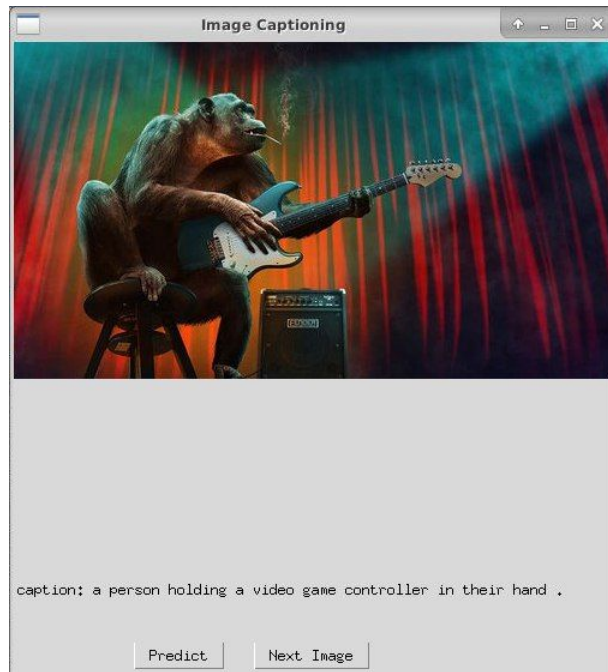 Image Captioning
caption: a person holding a video game controller in their hand .
Predict
Next Image